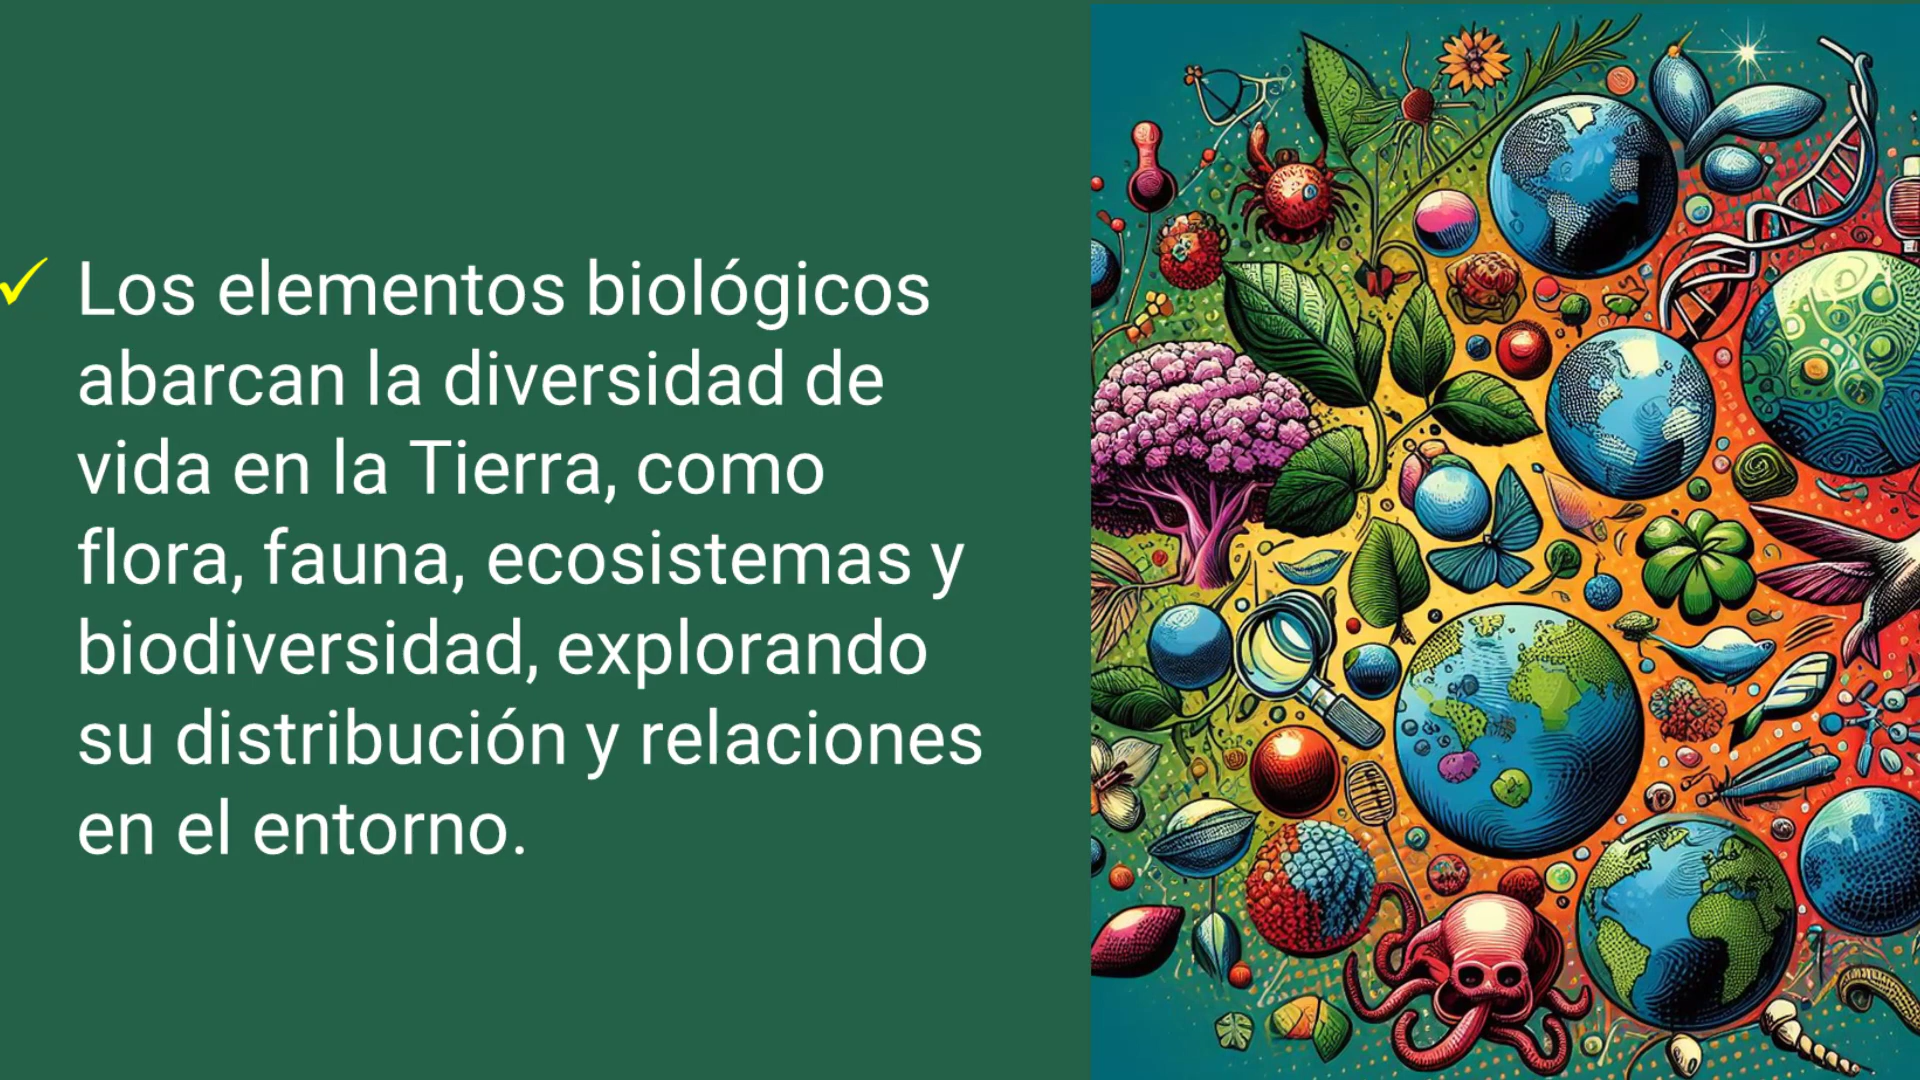 Los elementos biológicos
abarcan la diversidad de
vida en la Tierra, como
flora, fauna, ecosistemas y
biodiversidad, explorando
su distribución y relaciones
en el entorno.